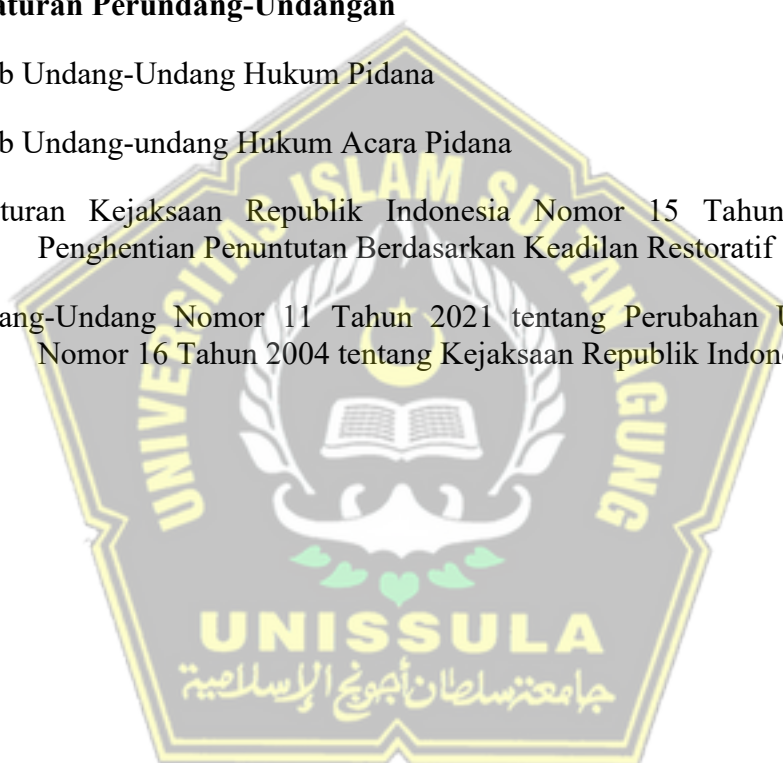 aturan Perundang-Undangan
b Undang-Undang Hukum Pidana
b Undang-undang Hukum Acara Pidana
turan Kejaksaan Republik Indonesia Nomor 15 Tahun
Penghentian Penuntutan Berdasarkan Keadilan Restoratif
ang-Undang Nomor 11 Tahun 2021 tentang Perubahan U
Nomor 16 Tahun 2004 tentang Kejaksaan Republik Indone
UNIVERSITAS ISLAM SULTAN AGUNG
UNISSULA
جامعة سلطان أجونج الإسلامية